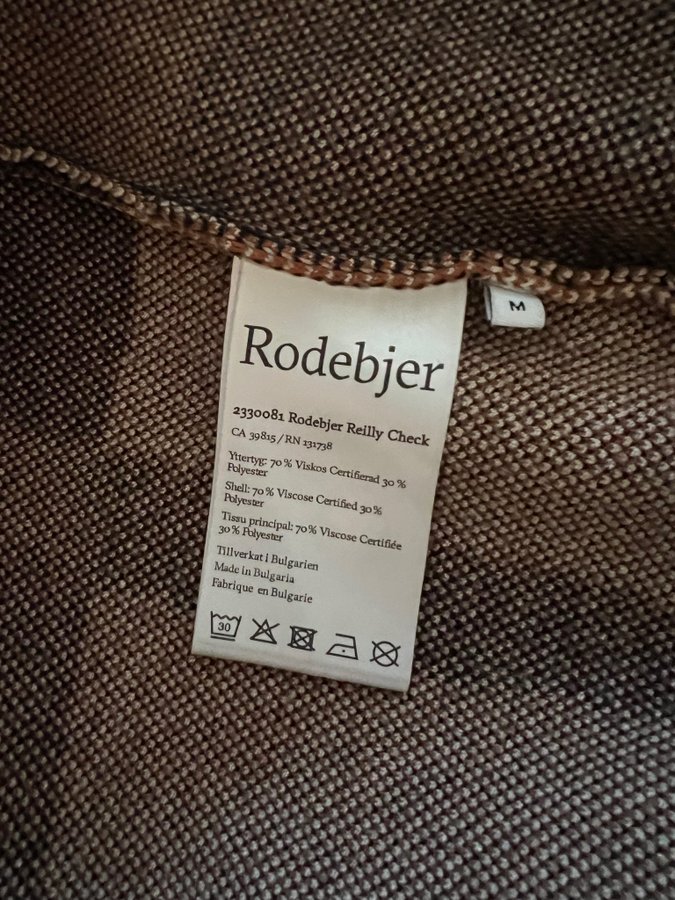 M
Rodebjer
2330081 Rodebjer Reilly Check
CA 39815 / RN 131738
Yttertyg: 70 % Viskos Certifierad 30 %
Polyester
Shell: 70 % Viscose Certified 30 %
Polyester
Tissu principal: 70 % Viscose Certifiée
30 % Polyester
Tillverkat i Bulgarien
Made in Bulgaria
Fabrique en Bulgarie
30